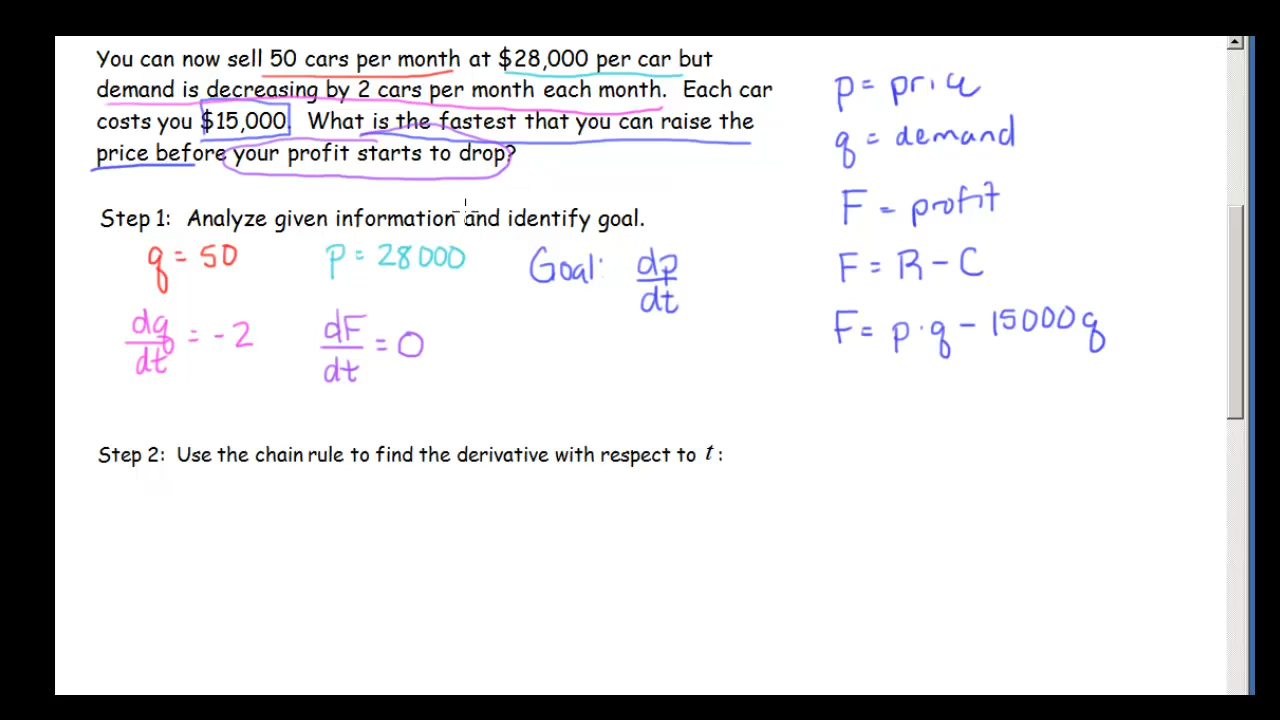 You can now sell 50 cars per month at $28,000 per car but
demand is decreasing by 2 cars per month each month. Each car
costs you $15,000. What is the fastest that you can raise the
price before your profit starts to drop?
p = price
q = demand
F = profit
F = R - C
F = p·q - 15000q
Step 1: Analyze given information and identify goal.
q = 50 p = 28000 Goal: dp/dt
dq/dt = -2 dF/dt = 0
Step 2: Use the chain rule to find the derivative with respect to t: